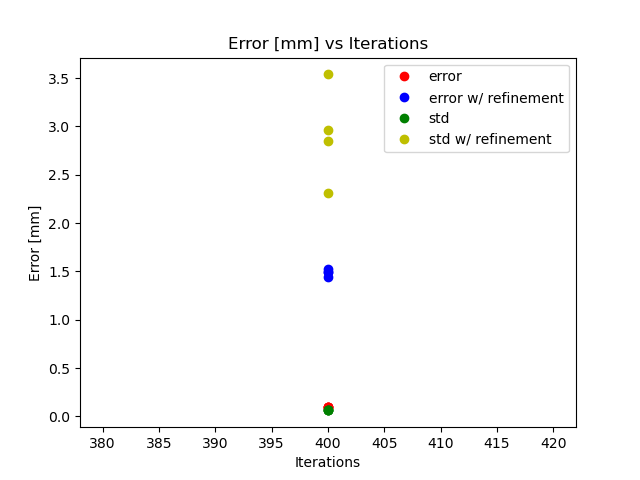 Error [mm] vs Iterations
error
error w/ refinement
std
std w/ refinement
3.5
3.0
2.5
2.0
1.5
1.0
0.5
0.0
Error [mm]
380 385 390 395 400 405 410 415 420
Iterations